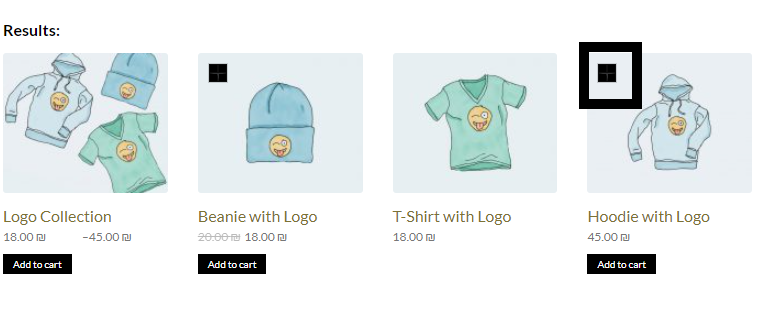 Results:
Logo Collection
18.00 ₪ –45.00 ₪
Add to cart
Beanie with Logo
20.00 ₪ 18.00 ₪
Add to cart
T-Shirt with Logo
18.00 ₪
Hoodie with Logo
45.00 ₪
Add to cart